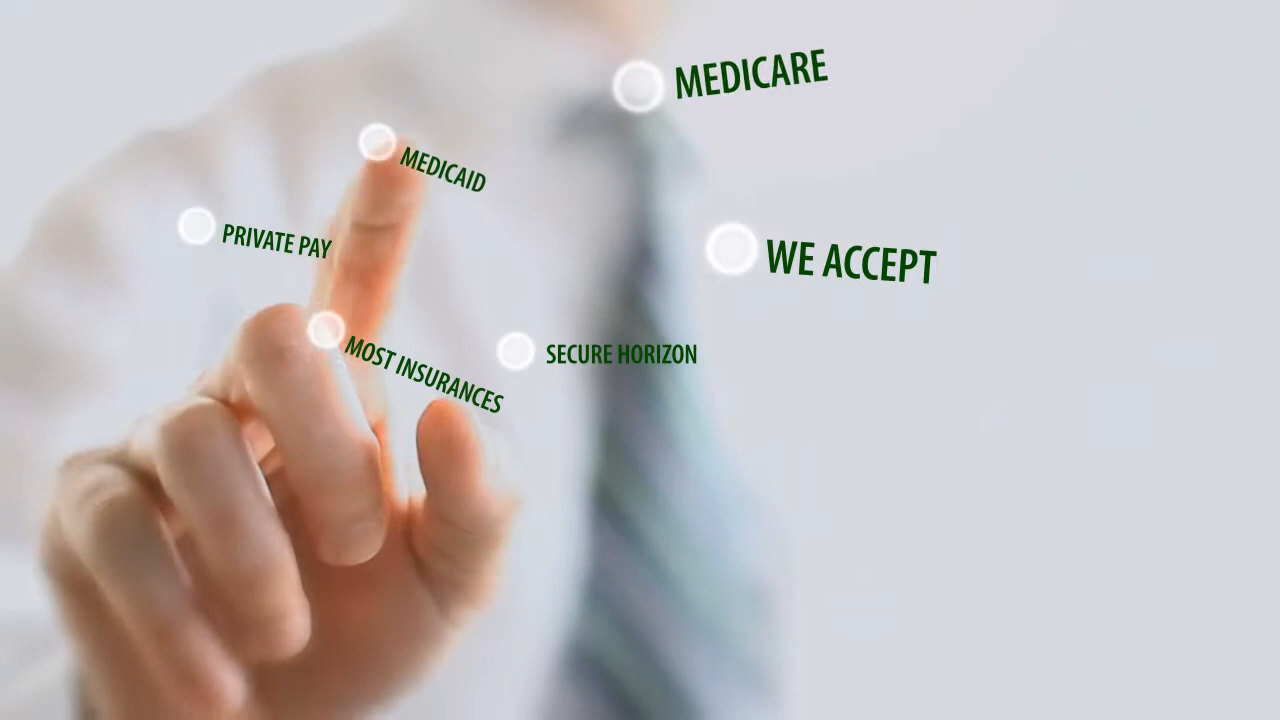 MEDICARE
MEDICAID
PRIVATE PAY
WE ACCEPT
MOST INSURANCES
SECURE HORIZON